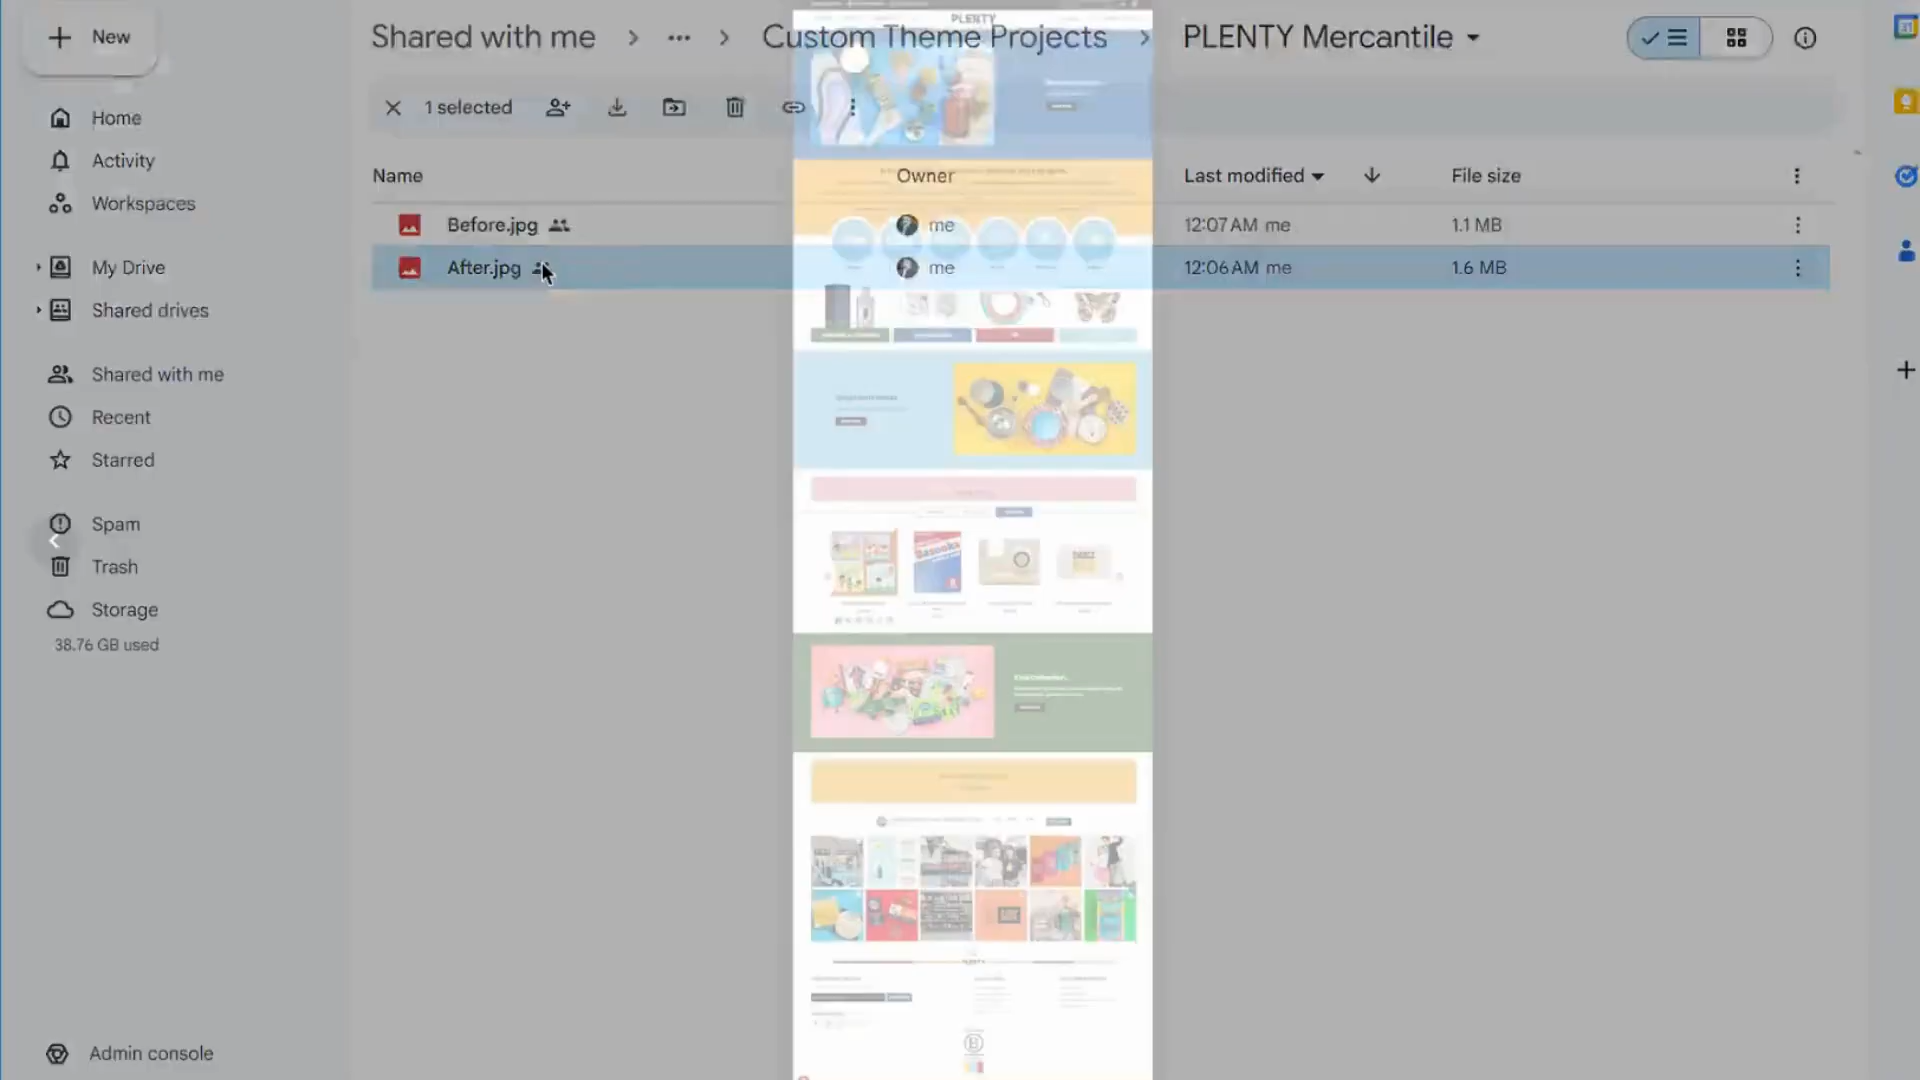 New
Shared with me
Custom Theme Projects
PLENTY Mercantile
PLENTY
1 selected
Home
Activity
Workspaces
My Drive
Shared drives
Shared with me
Recent
Starred
Spam
Trash
Storage
38.76 GB used
Admin console
Name
Owner
Last modified
File size
Before.jpg
me
12:07 AM me
1.1 MB
After.jpg
me
12:06 AM me
1.6 MB